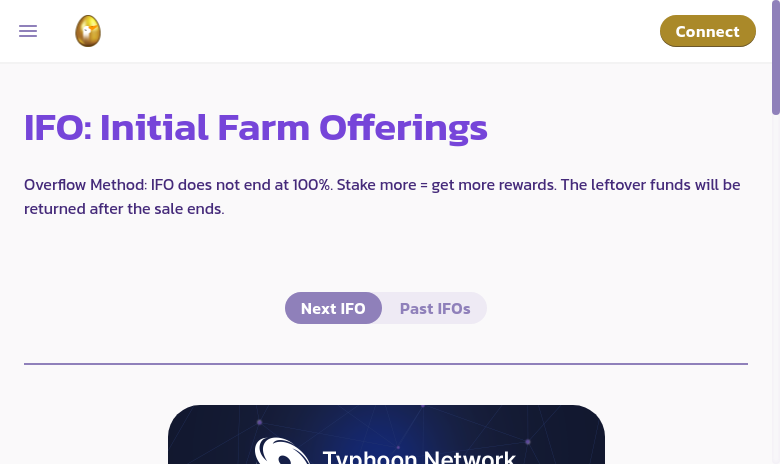 Connect
IFO: Initial Farm Offerings
Overflow Method: IFO does not end at 100%. Stake more = get more rewards. The leftover funds will be
returned after the sale ends.
Next IFO
Past IFOs
Typhoon Network